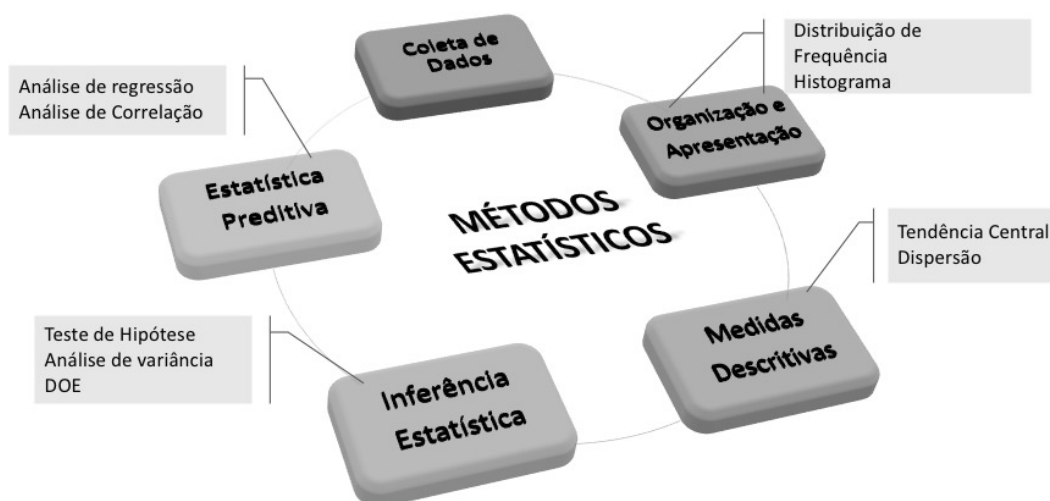 Coleta de
Dados
Distribuição de
Frequência
Histograma
Organização e
Apresentação
Tendência Central
Dispersão
Medidas
Descritivas
Teste de Hipótese
Análise de variância
DOE
Inferência
Estatística
Análise de regressão
Análise de Correlação
Estatística
Preditiva
MÉTODOS
ESTATÍSTICOS